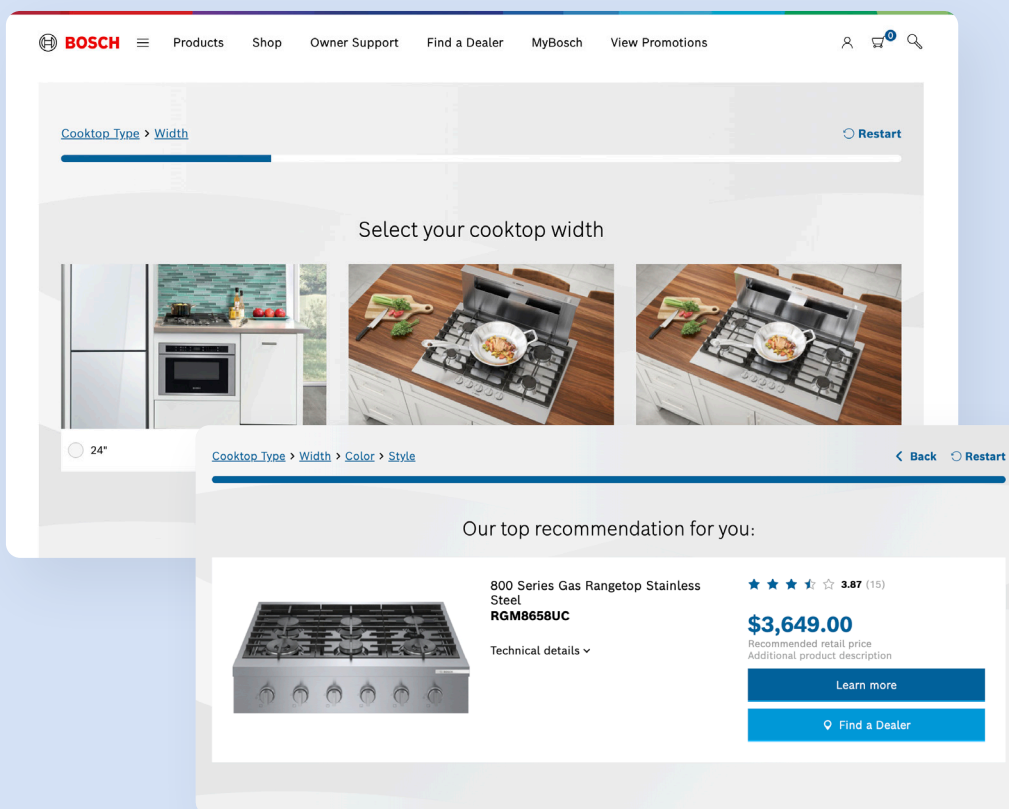 BOSCH
Products Shop Owner Support Find a Dealer MyBosch View Promotions 0
Cooktop Type > Width Restart
Select your cooktop width
24"
Cooktop Type > Width > Color > Style Back Restart
Our top recommendation for you:
800 Series Gas Rangetop Stainless
Steel
RGM8658UC
Technical details
3.87 (15)
$3,649.00
Recommended retail price
Additional product description
Learn more
Find a Dealer